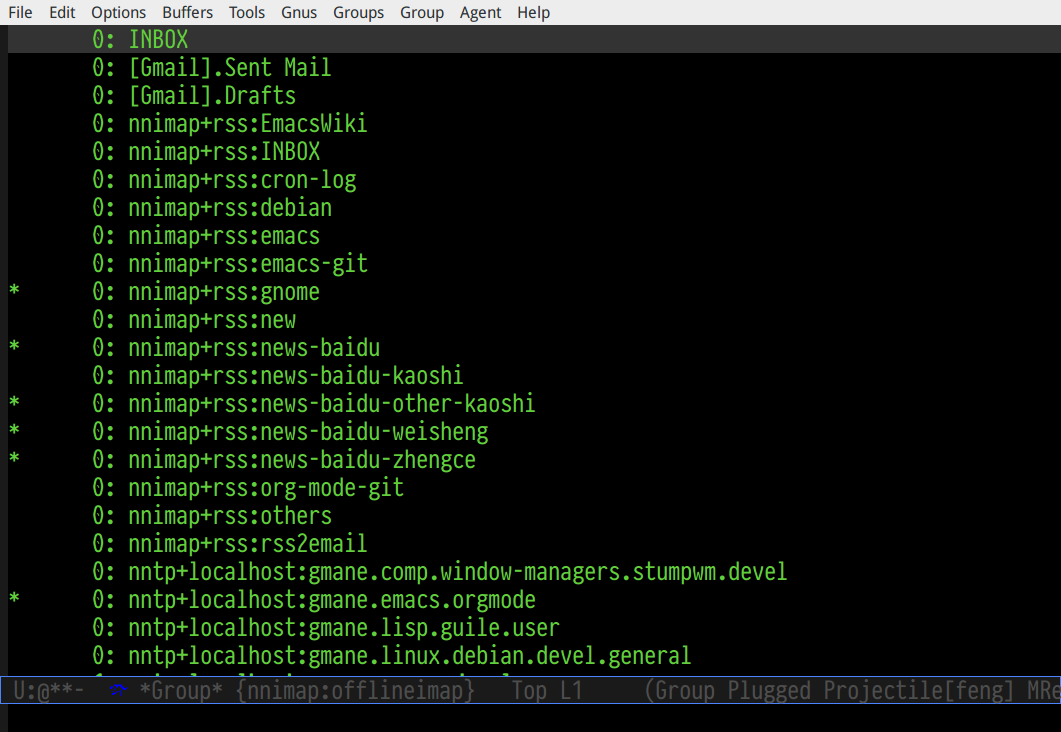 File Edit Options Buffers Tools Gnus Groups Group Agent Help
0: INBOX
0: [Gmail].Sent Mail
0: [Gmail].Drafts
0: nnimap+rss:EmacsWiki
0: nnimap+rss:INBOX
0: nnimap+rss:cron-log
0: nnimap+rss:debian
0: nnimap+rss:emacs
0: nnimap+rss:emacs-git
* 0: nnimap+rss:gnome
0: nnimap+rss:new
* 0: nnimap+rss:news-baidu
0: nnimap+rss:news-baidu-kaoshi
* 0: nnimap+rss:news-baidu-other-kaoshi
* 0: nnimap+rss:news-baidu-weisheng
* 0: nnimap+rss:news-baidu-zhengce
0: nnimap+rss:org-mode-git
0: nnimap+rss:others
0: nnimap+rss:rss2email
0: nntp+localhost:gmane.comp.window-managers.stumpwm.devel
* 0: nntp+localhost:gmane.emacs.orgmode
0: nntp+localhost:gmane.lisp.guile.user
0: nntp+localhost:gmane.linux.debian.devel.general
U:@**- *Group* {nnimap:offlineimap} Top L1 (Group Plugged Projectile[feng] MRe